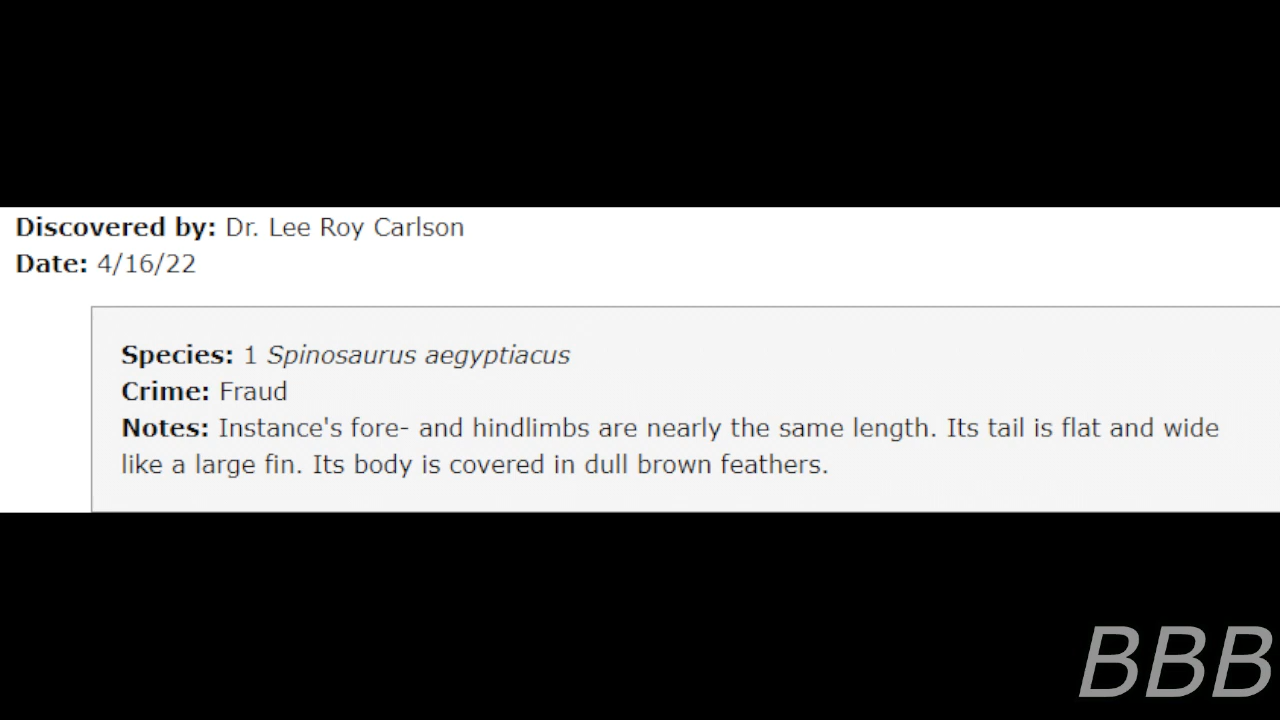 Discovered by: Dr. Lee Roy Carlson
Date: 4/16/22
Species: 1 Spinosaurus aegyptiacus
Crime: Fraud
Notes: Instance's fore- and hindlimbs are nearly the same length. Its tail is flat and wide
like a large fin. Its body is covered in dull brown feathers.
BBB